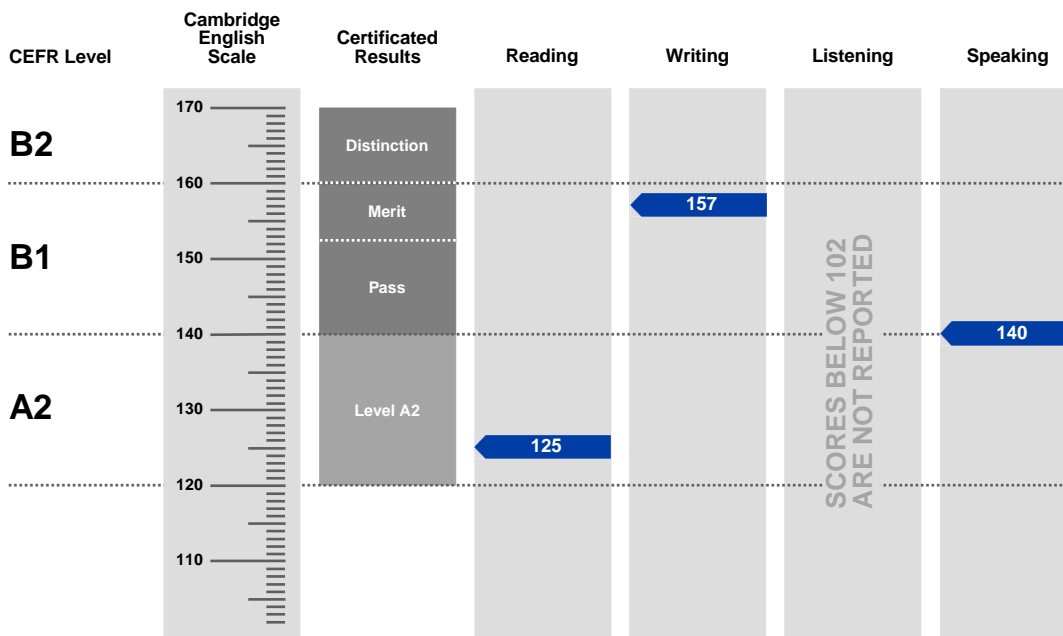 CEFR Level
Cambridge
English
Scale
Certificated
Results
Reading
Writing
Listening
Speaking
170
B2
Distinction
160
Merit
157
B1
150
Pass
SCORES BELOW 102
ARE NOT REPORTED
140
140
A2
130
Level A2
125
120
110